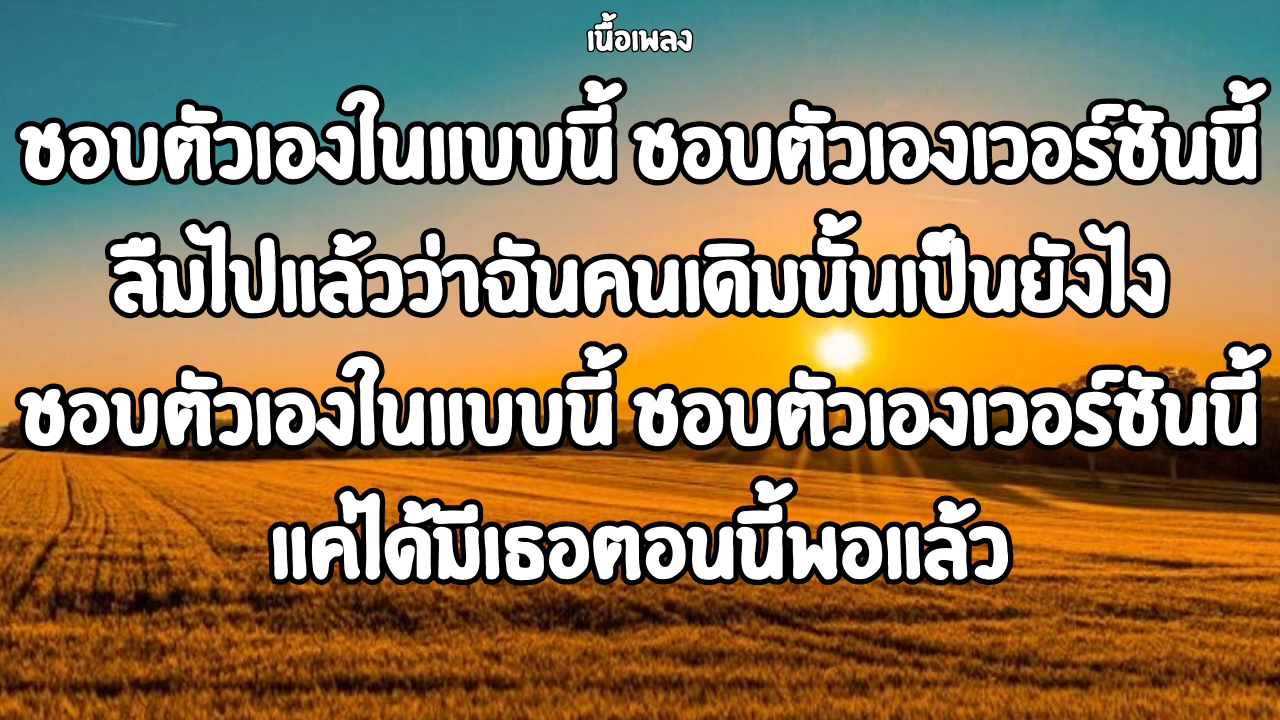 เนื้อเพลง
ชอบตัวเองในแบบนี้ ชอบตัวเองเวอร์ชันนี้
ลืมไปแล้วว่าฉันคนเดิมนั้นเป็นยังไง
ชอบตัวเองในแบบนี้ ชอบตัวเองเวอร์ชันนี้
แค่ได้มีเธอตอนนี้พอแล้ว